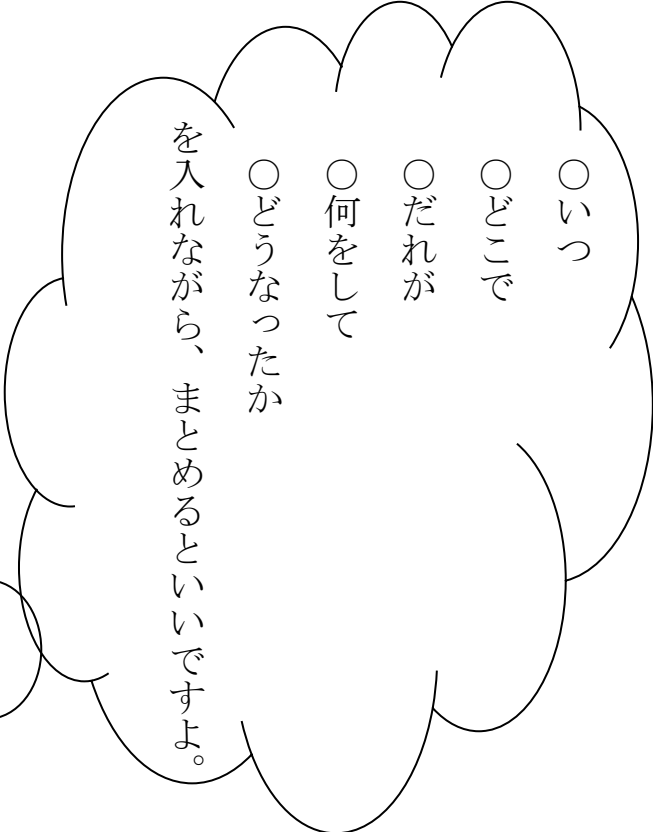 ○いつ
○どこで
○だれが
○何をして
○どうなったか
を入れながら、まとめるといいですよ。